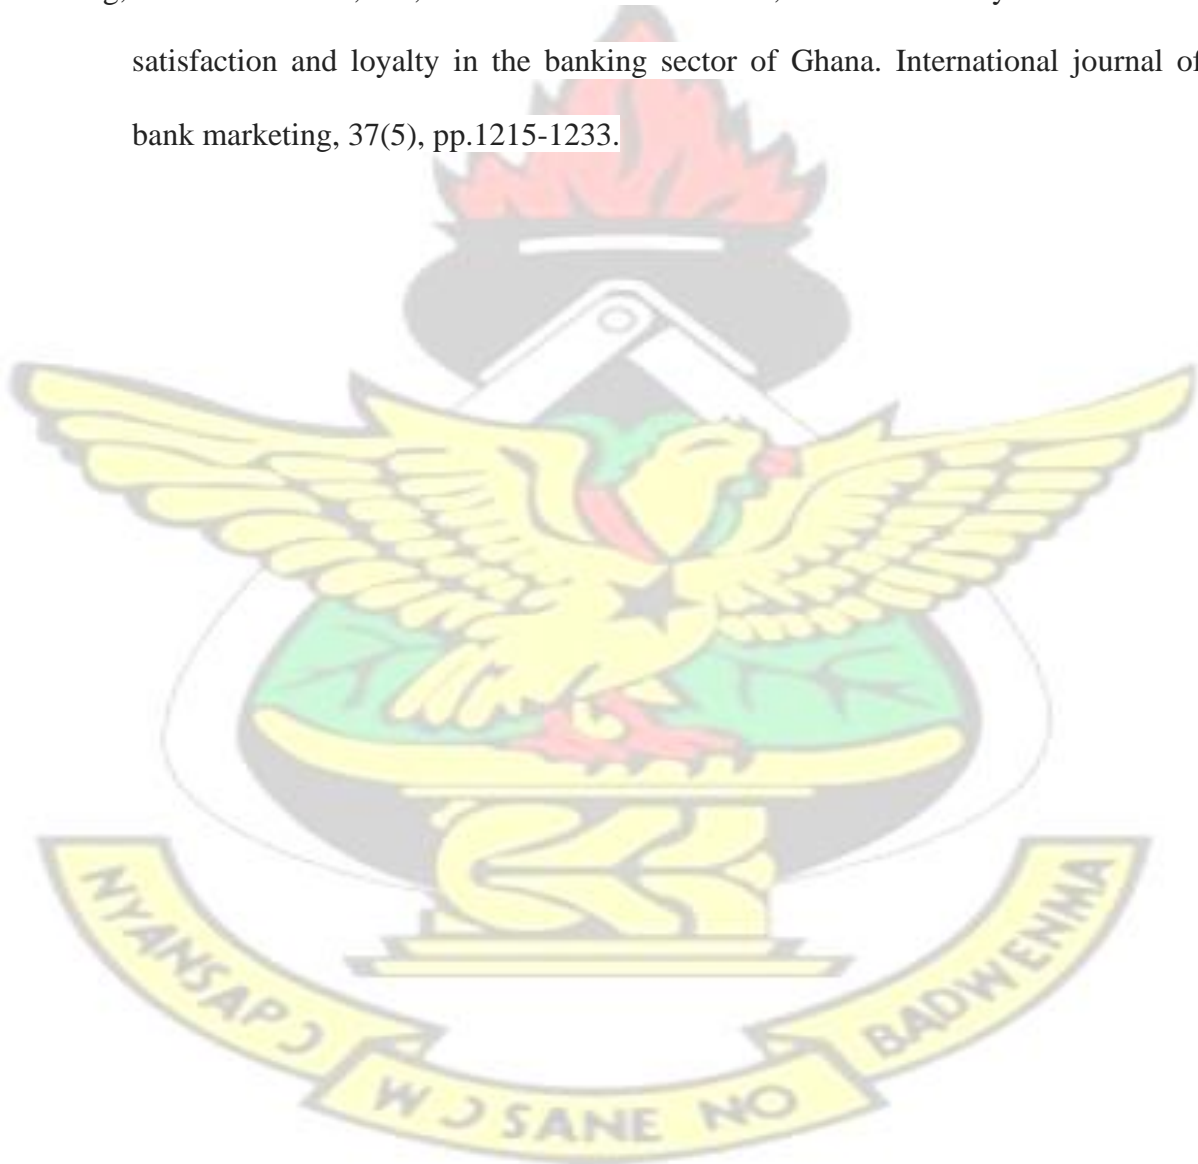 satisfaction and loyalty in the banking sector of Ghana. International journal of
bank marketing, 37(5), pp.1215-1233.
NYANSAPƆ
WƆSANE NO
BADWENMA